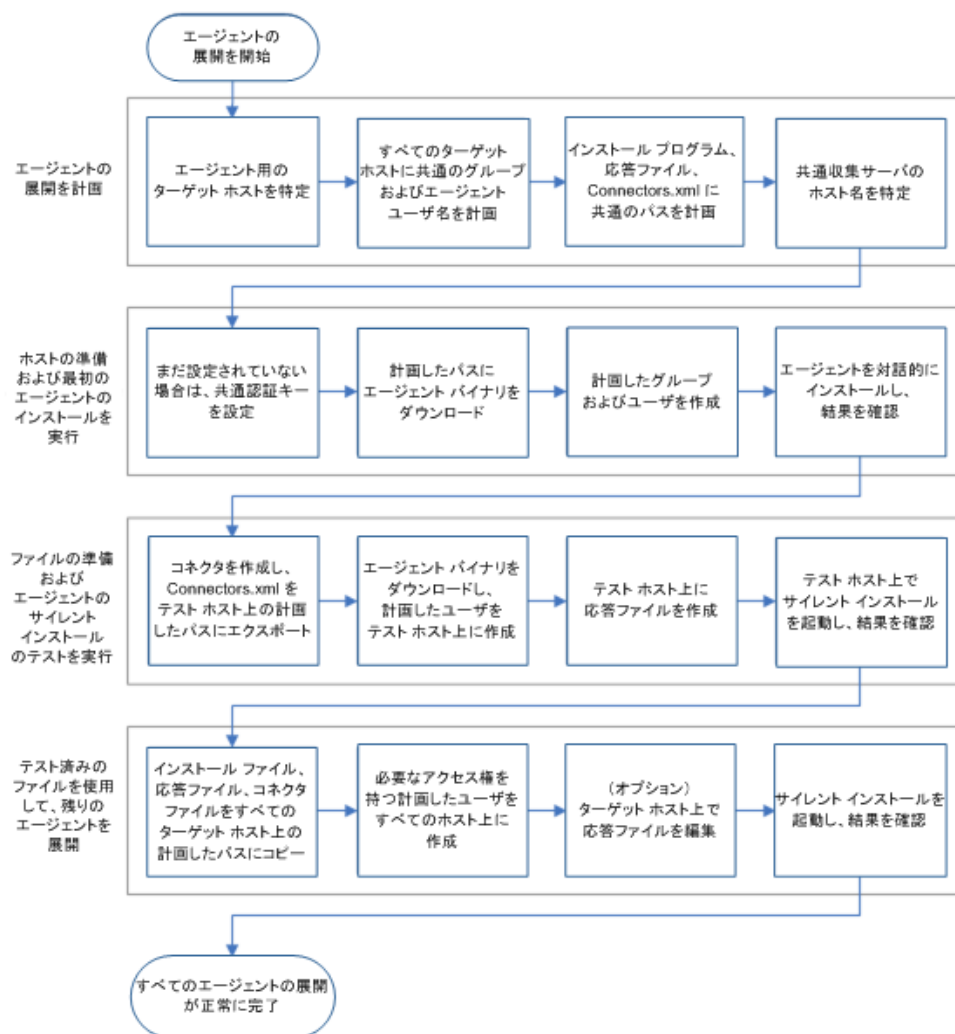 エージェントの
展開を開始
エージェントの
展開を計画
エージェント用の
ターゲット ホストを特定
すべてのターゲット
ホストに共通のグループ
およびエージェント
ユーザ名を計画
インストール プログラム、
応答ファイル、
Connectors.xml に
共通のパスを計画
共通収集サーバの
ホスト名を特定
ホストの準備
および最初の
エージェントの
インストールを
実行
まだ設定されていない
場合は、共通認証キー
を設定
計画したパスに
エージェント バイナリを
ダウンロード
計画したグループ
およびユーザを作成
エージェントを対話的に
インストールし、
結果を確認
ファイルの準備
および
エージェントの
サイレント
インストール
のテストを実行
コネクタを作成し、
Connectors.xml を
テスト ホスト上の計画
したパスにエクスポート
エージェント バイナリを
ダウンロードし、
計画したユーザを
テスト ホスト上に作成
テスト ホスト上に
応答ファイルを作成
テスト ホスト上で
サイレント インストール
を起動し、結果を確認
テスト済みの
ファイルを使用
して、残りの
エージェントを
展開
インストール ファイル、
応答ファイル、コネクタ
ファイルをすべての
ターゲット ホスト上の
計画したパスにコピー
必要なアクセス権を
持つ計画したユーザを
すべてのホスト上に
作成
(オプション)
ターゲット ホスト上で
応答ファイルを編集
サイレント インストールを
起動し、結果を確認
すべてのエージェントの展開
が正常に完了